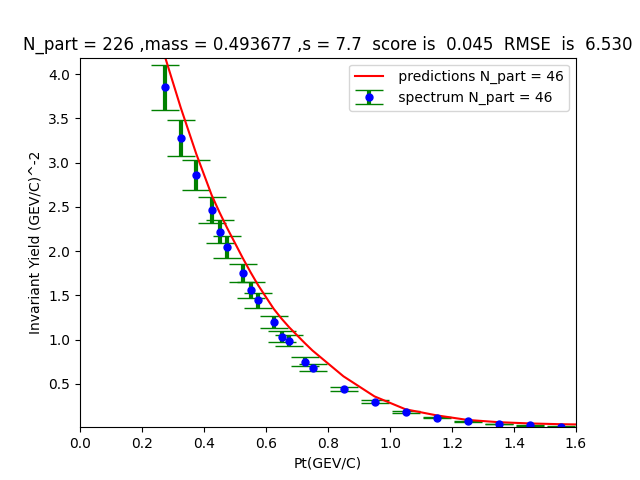 N_part = 226 ,mass = 0.493677 ,s = 7.7  score is  0.045  RMSE  is  6.530
predictions N_part = 46
spectrum N_part = 46
Invariant Yield (GEV/C)^-2
4.0
3.5
3.0
2.5
2.0
1.5
1.0
0.5
0.0 0.2 0.4 0.6 0.8 1.0 1.2 1.4 1.6
Pt(GEV/C)